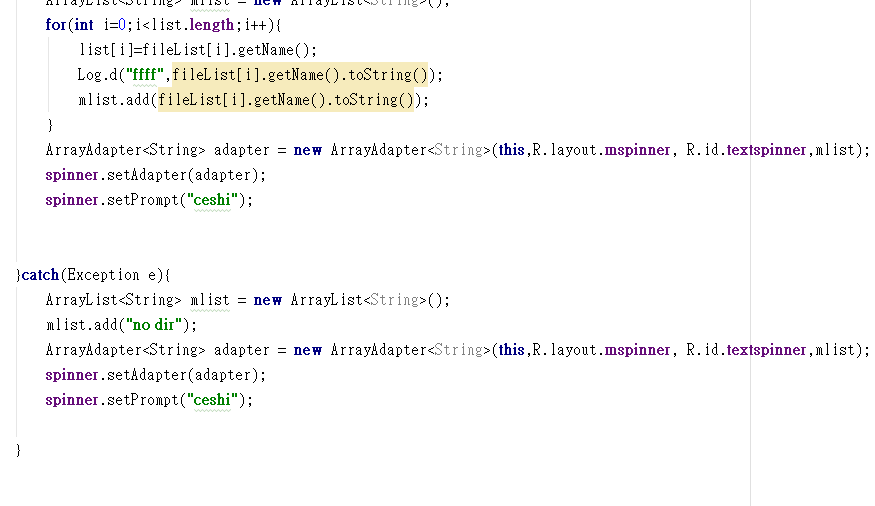 ArrayList<String> mlist = new ArrayList<String>();
for(int i=0;i<list.length;i++){
list[i]=fileList[i].getName();
Log.d("ffff",fileList[i].getName().toString());
mlist.add(fileList[i].getName().toString());
}
ArrayAdapter<String> adapter = new ArrayAdapter<String>(this,R.layout.mspinner, R.id.textspinner,mlist);
spinner.setAdapter(adapter);
spinner.setPrompt("ceshi");
}catch(Exception e){
ArrayList<String> mlist = new ArrayList<String>();
mlist.add("no dir");
ArrayAdapter<String> adapter = new ArrayAdapter<String>(this,R.layout.mspinner, R.id.textspinner,mlist);
spinner.setAdapter(adapter);
spinner.setPrompt("ceshi");
}